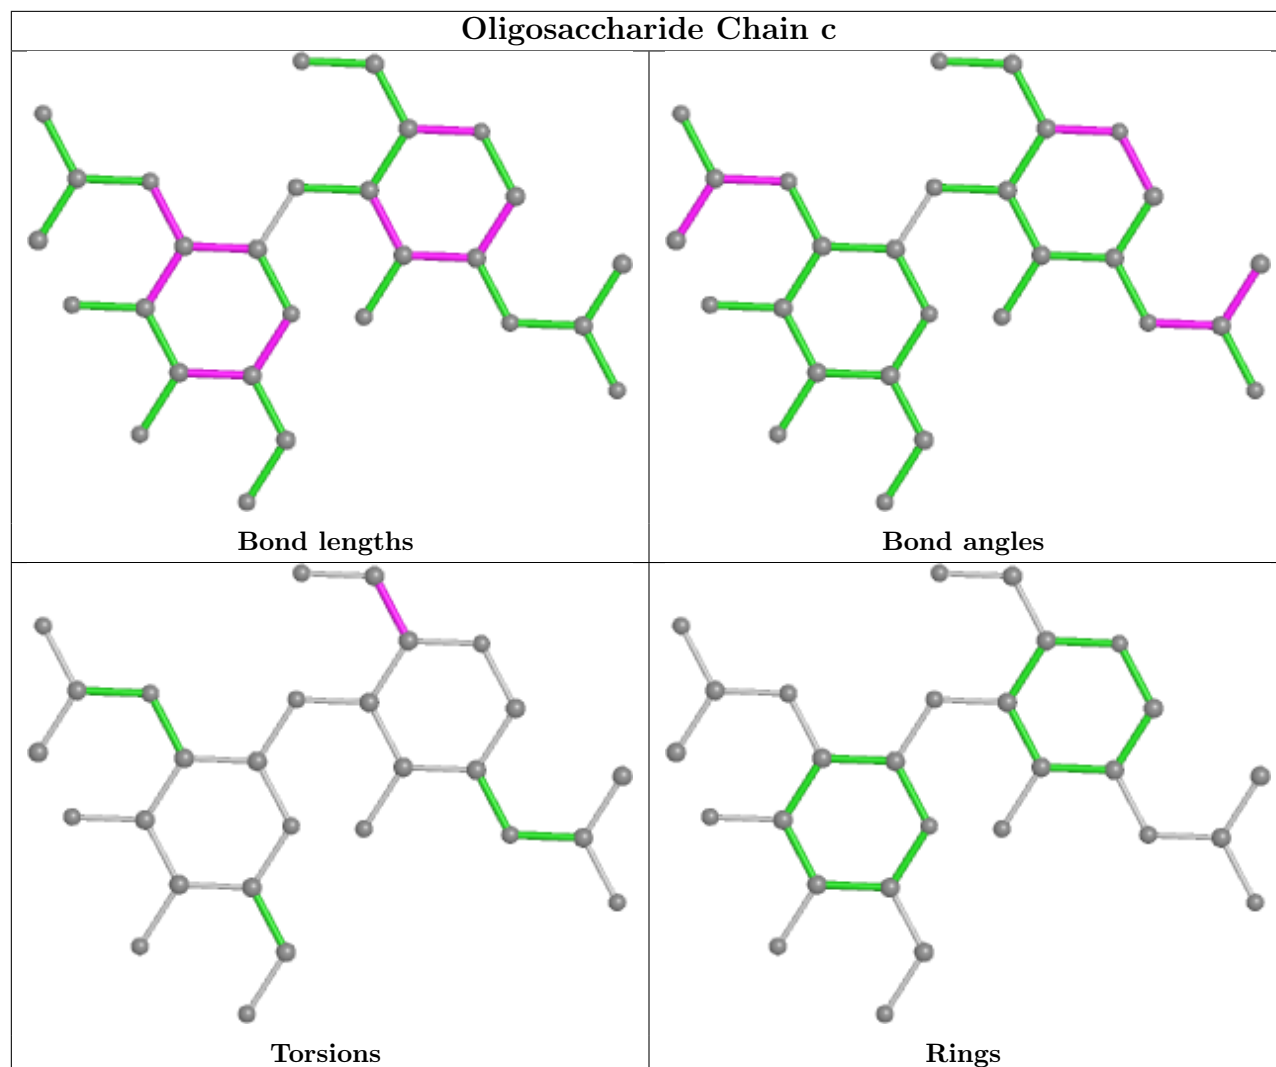 Oligosaccharide Chain c
Bond lengths
Bond angles
Torsions
Rings